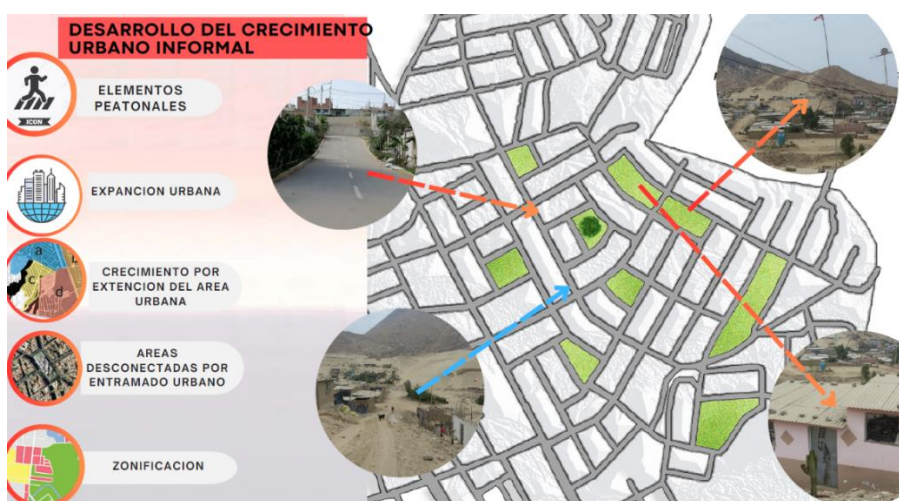 DESARROLLO DEL CRECIMIENTO
URBANO INFORMAL
ELEMENTOS
PEATONALES
ICON
EXPANCION URBANA
a
c
d
CRECIMIENTO POR
EXTENCION DEL AREA
URBANA
AREAS
DESCONECTADAS POR
ENTRAMADO URBANO
ZONIFICACION